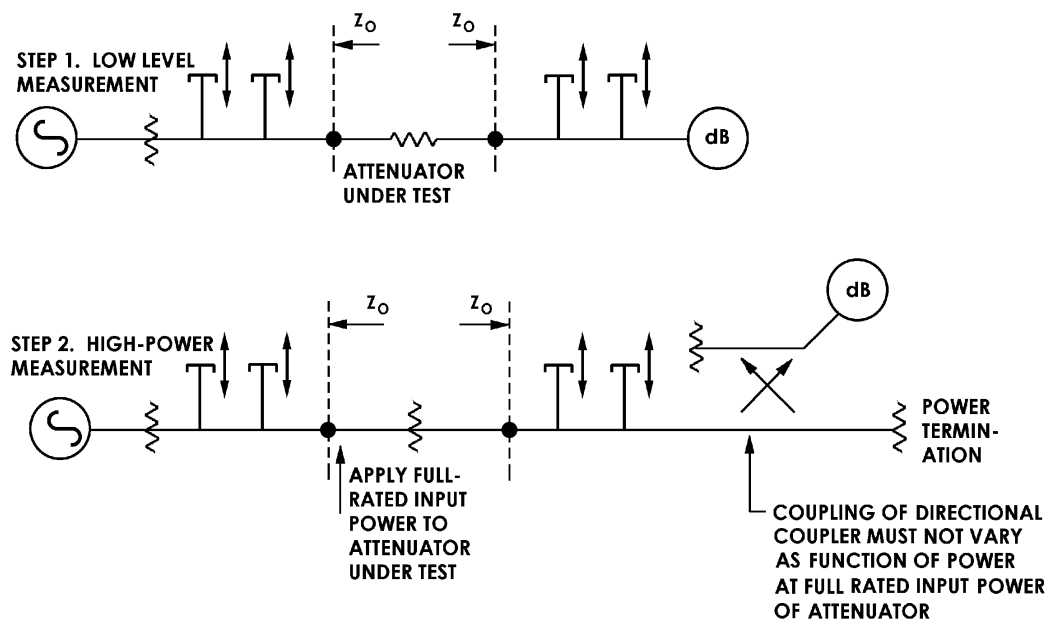 Z₀ Z₀
STEP 1. LOW LEVEL
MEASUREMENT
dB
ATTENUATOR
UNDER TEST
dB
Z₀ Z₀
STEP 2. HIGH-POWER
MEASUREMENT
POWER
TERMIN-
ATION
APPLY FULL-
RATED INPUT
POWER TO
ATTENUATOR
UNDER TEST
COUPLING OF DIRECTIONAL
COUPLER MUST NOT VARY
AS FUNCTION OF POWER
AT FULL RATED INPUT POWER
OF ATTENUATOR